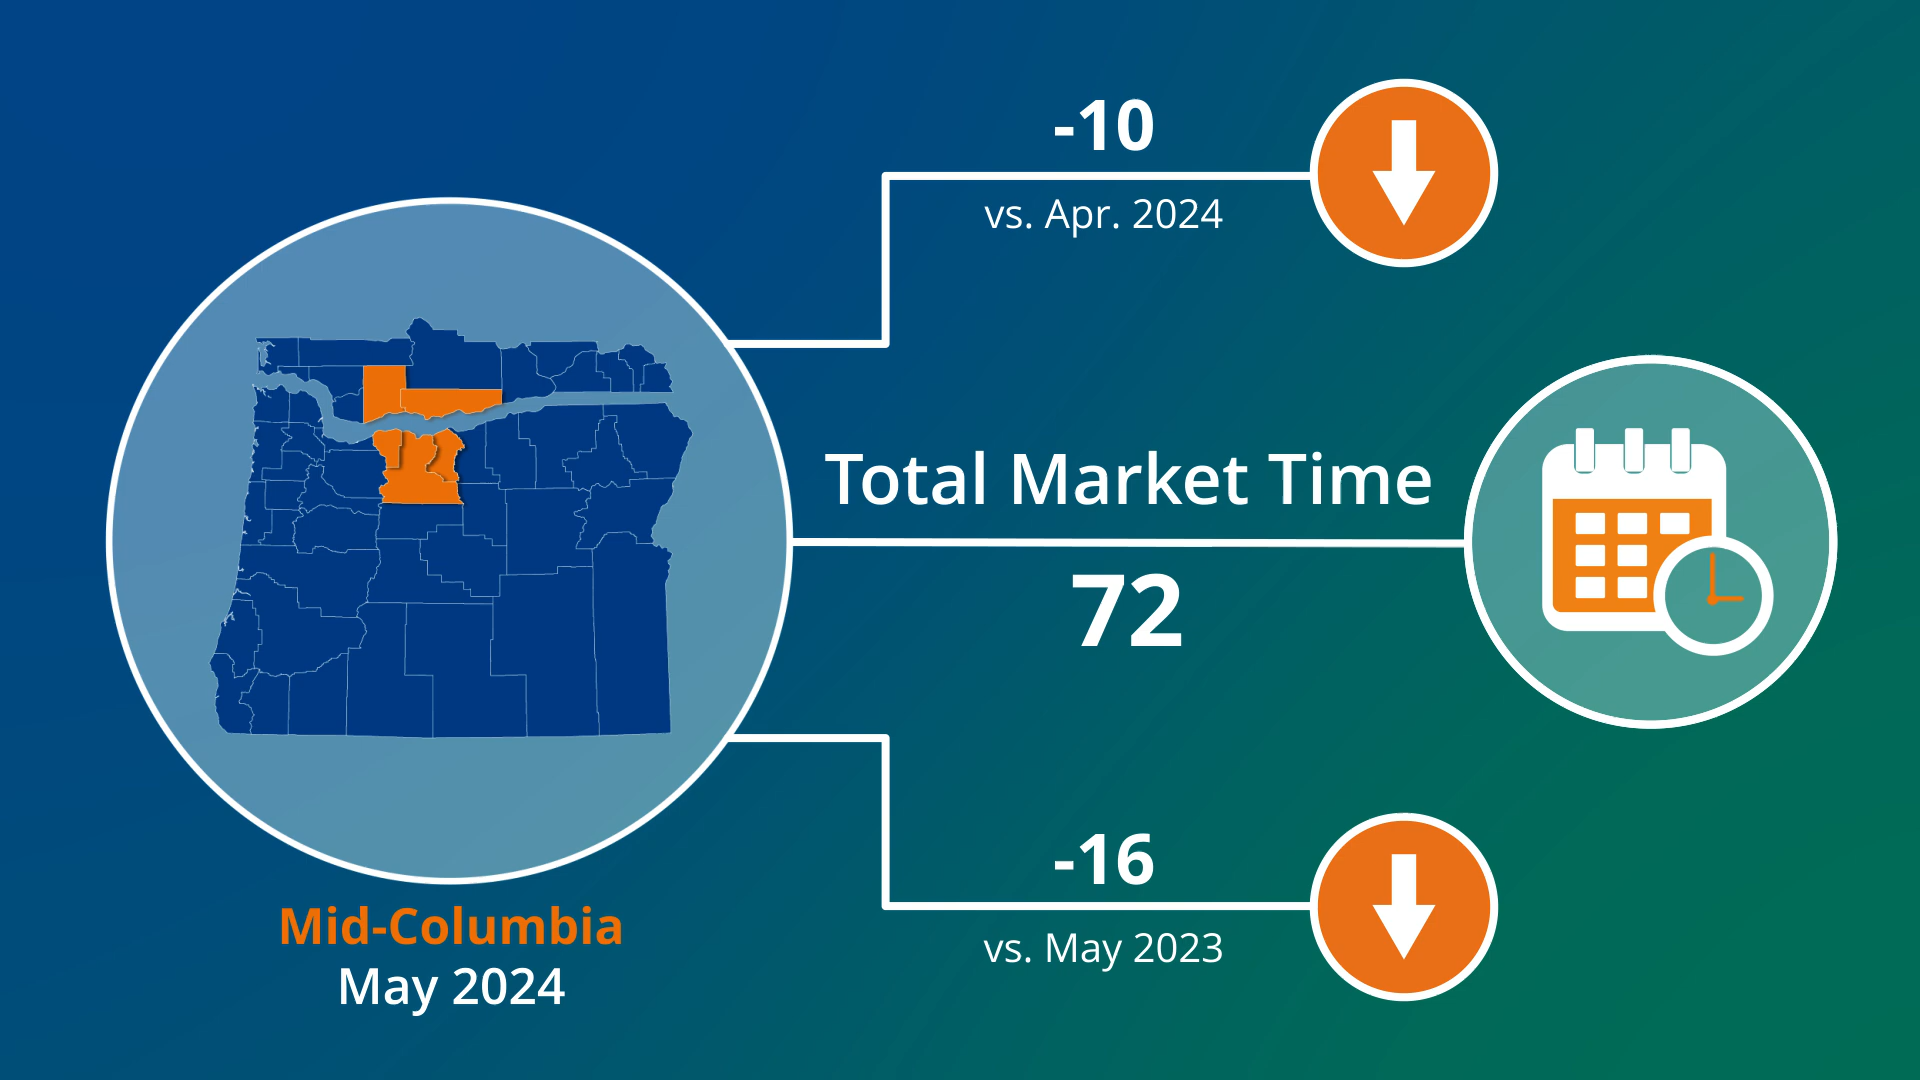 -10
vs. Apr. 2024
Total Market Time
72
-16
vs. May 2023
Mid-Columbia
May 2024